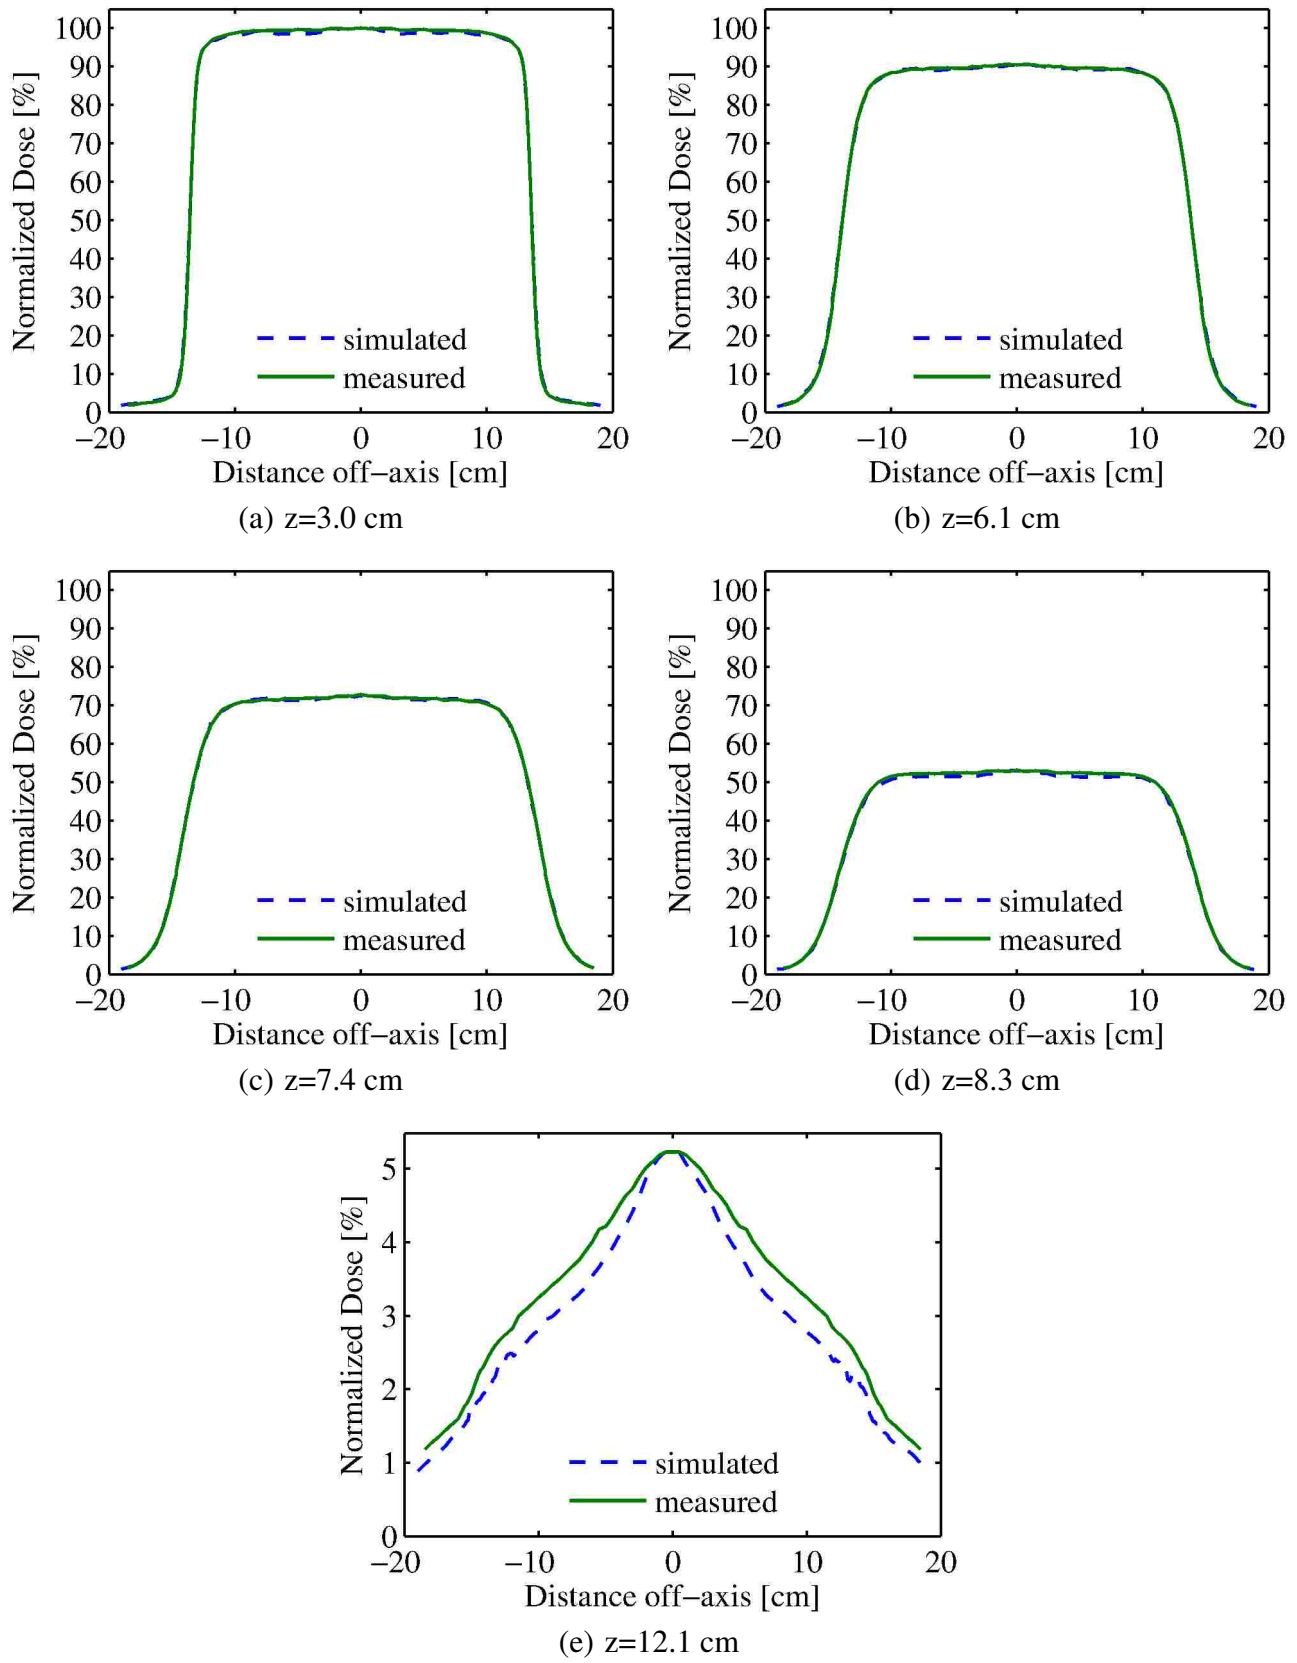 100
90
80
70
60
50
40
30
20
10
0
Normalized Dose [%]
simulated
measured
−20 −10 0 10 20
Distance off−axis [cm]
(a) z=3.0 cm
100
90
80
70
60
50
40
30
20
10
0
Normalized Dose [%]
simulated
measured
−20 −10 0 10 20
Distance off−axis [cm]
(b) z=6.1 cm
100
90
80
70
60
50
40
30
20
10
0
Normalized Dose [%]
simulated
measured
−20 −10 0 10 20
Distance off−axis [cm]
(c) z=7.4 cm
100
90
80
70
60
50
40
30
20
10
0
Normalized Dose [%]
simulated
measured
−20 −10 0 10 20
Distance off−axis [cm]
(d) z=8.3 cm
5
4
3
2
1
0
Normalized Dose [%]
simulated
measured
−20 −10 0 10 20
Distance off−axis [cm]
(e) z=12.1 cm